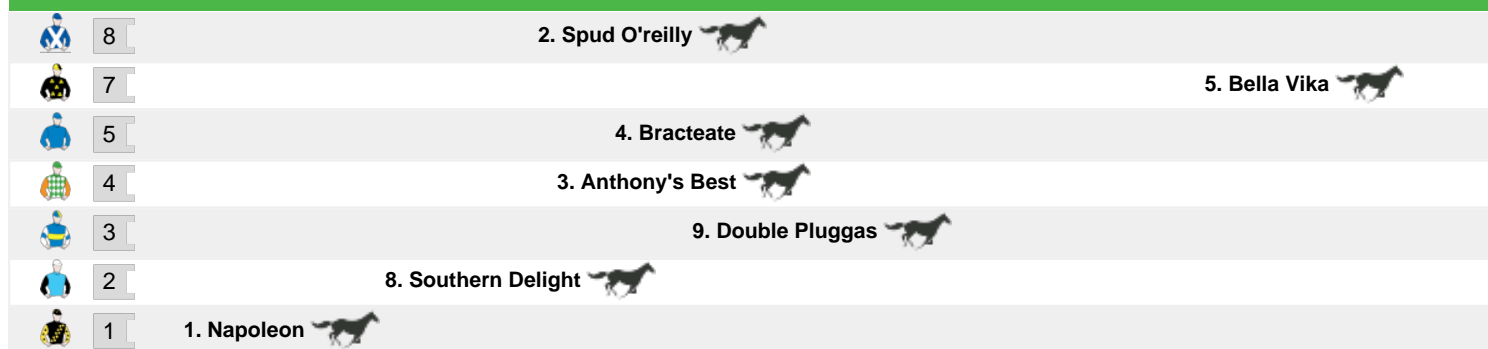 8 2. Spud O'reilly
7 5. Bella Vika
5 4. Bracteate
4 3. Anthony's Best
3 9. Double Pluggas
2 8. Southern Delight
1 1. Napoleon